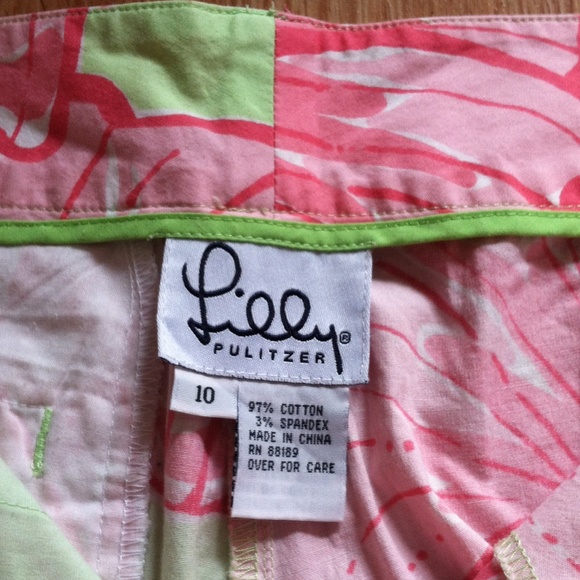 Lilly®
PULITZER
10
97% COTTON
3% SPANDEX
MADE IN CHINA
RN 88189
OVER FOR CARE